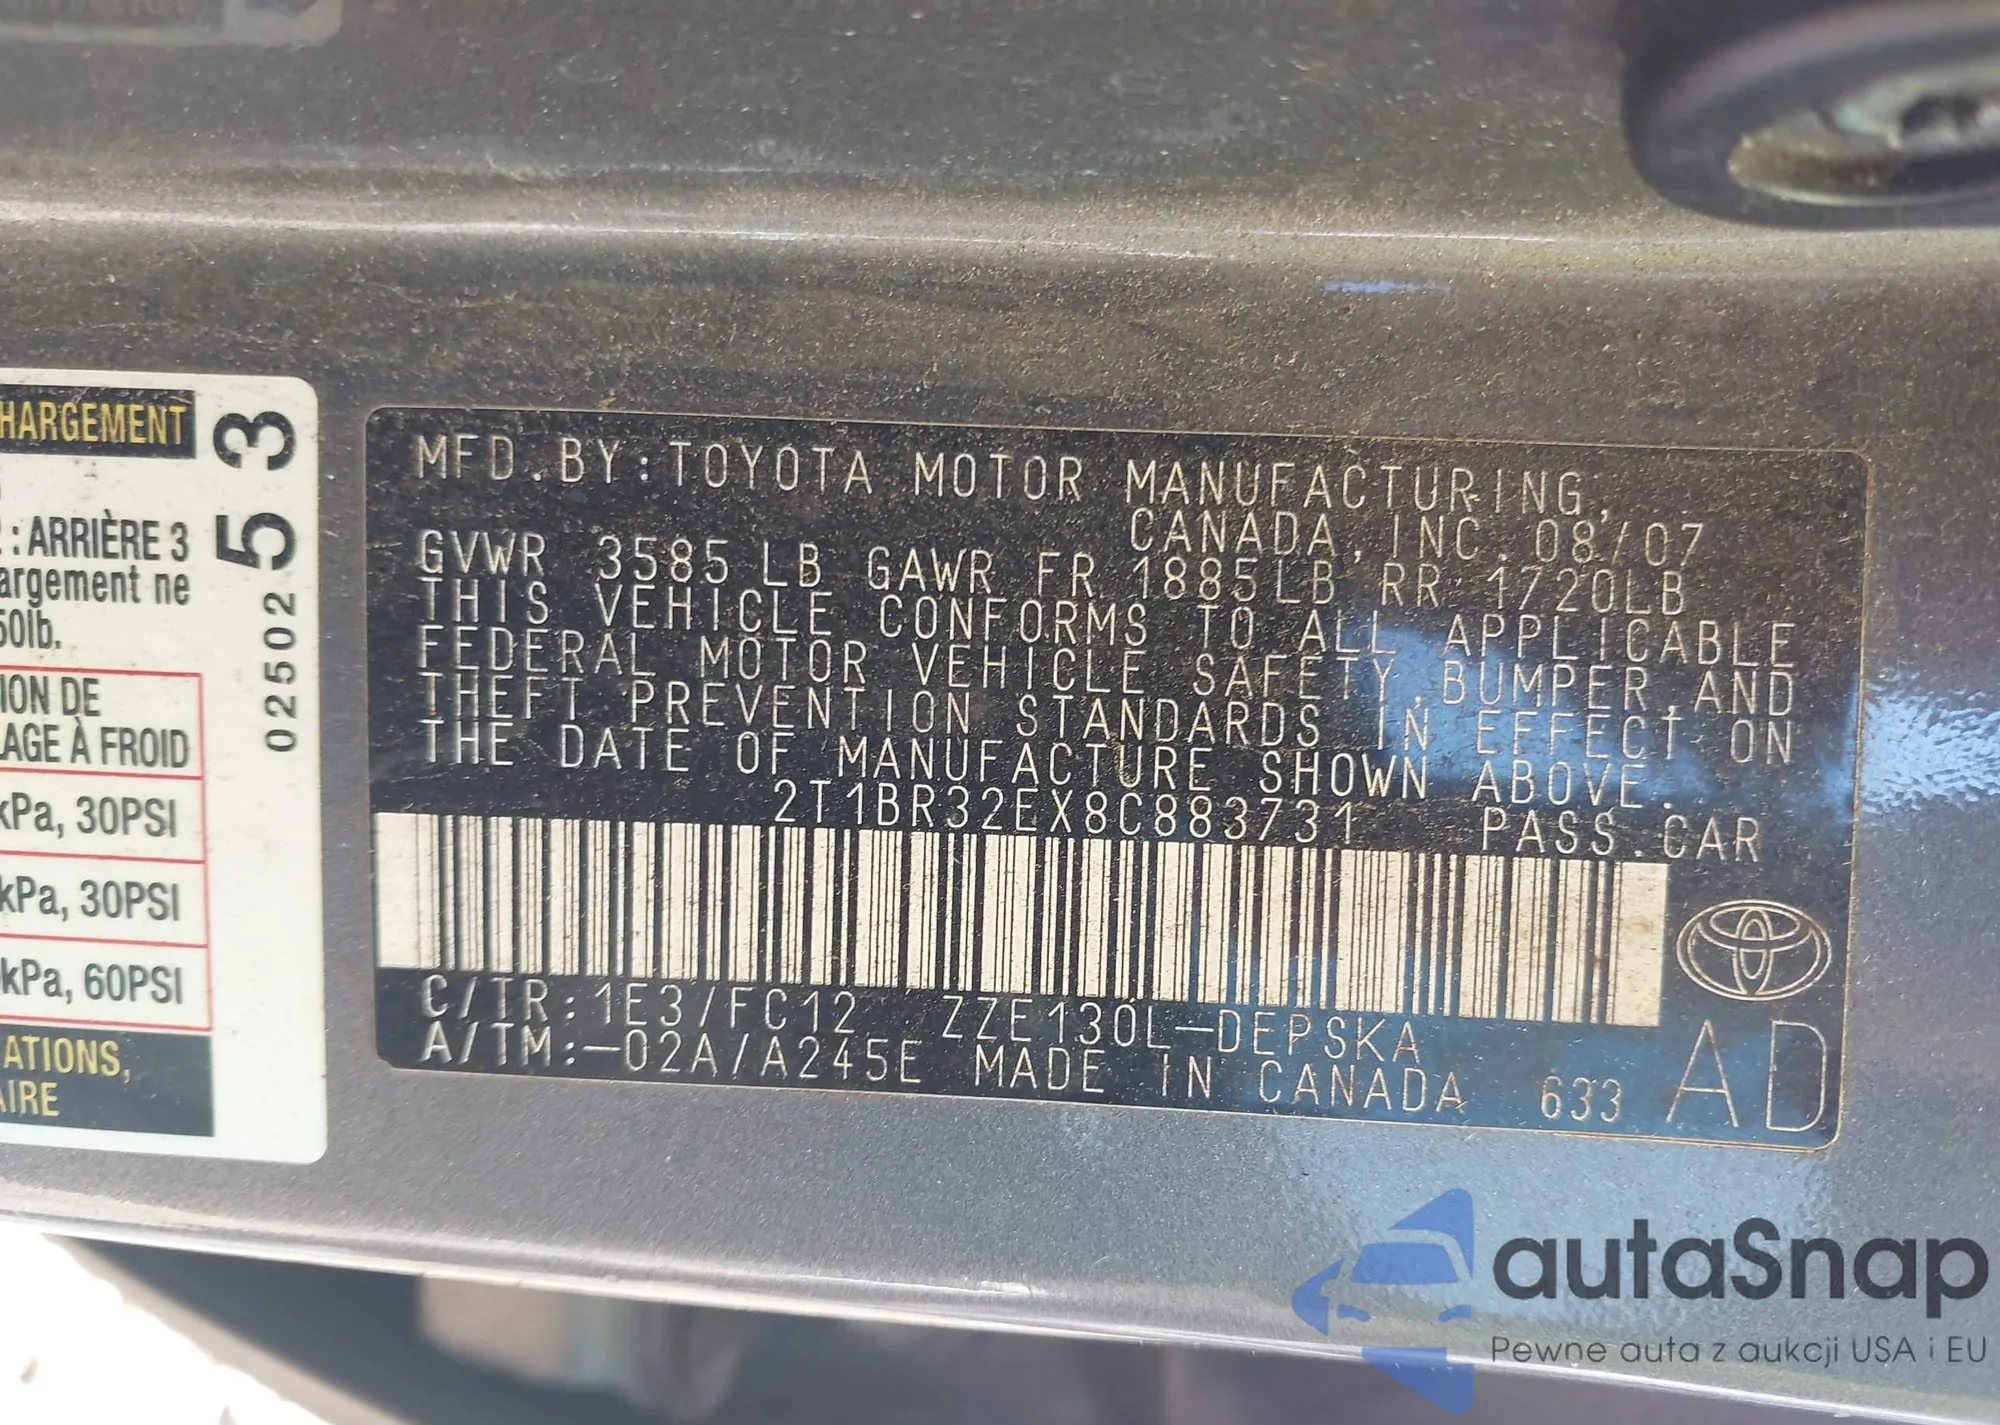 HARGEMENT
: ARRIÈRE 3
argement ne
50lb.
ION DE
LAGE À FROID
kPa, 30PSI
kPa, 30PSI
kPa, 60PSI
ATIONS,
AIRE
02502 53
MFD.BY:TOYOTA MOTOR MANUFACTURING,
CANADA, INC. 08/07
GVWR 3585LB GAWR FR 1885LB RR 1720LB
THIS VEHICLE CONFORMS TO ALL APPLICABLE
FEDERAL MOTOR VEHICLE SAFETY,BUMPER,AND
THEFT PREVENTION STANDARDS IN EFFECT ON
THE DATE OF MANUFACTURE SHOWN ABOVE.
2T1BR32EX8C883731 PASS.CAR
C/TR:1E3/FC12 ZZE130L-DEPSKA
A/TM:-02A/A245E MADE IN CANADA 633 AD
autaSnap
Pewne auta z aukcji USA i EU